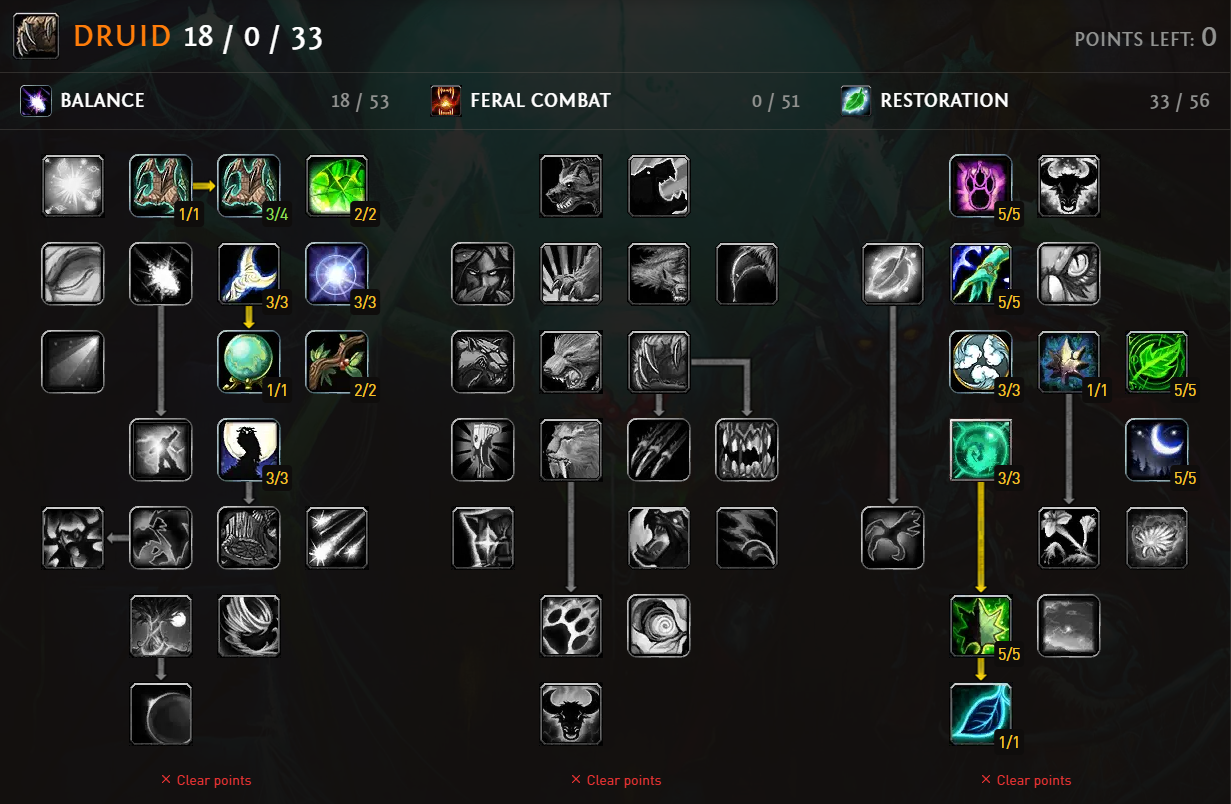 DRUID 18 / 0 / 33
POINTS LEFT: 0
BALANCE 18 / 53
FERAL COMBAT 0 / 51
RESTORATION 33 / 56
1/1 3/4 2/2 5/5
3/3 3/3 5/5
1/1 2/2 3/3 1/1 5/5
3/3 3/3 5/5
5/5
1/1
× Clear points × Clear points × Clear points